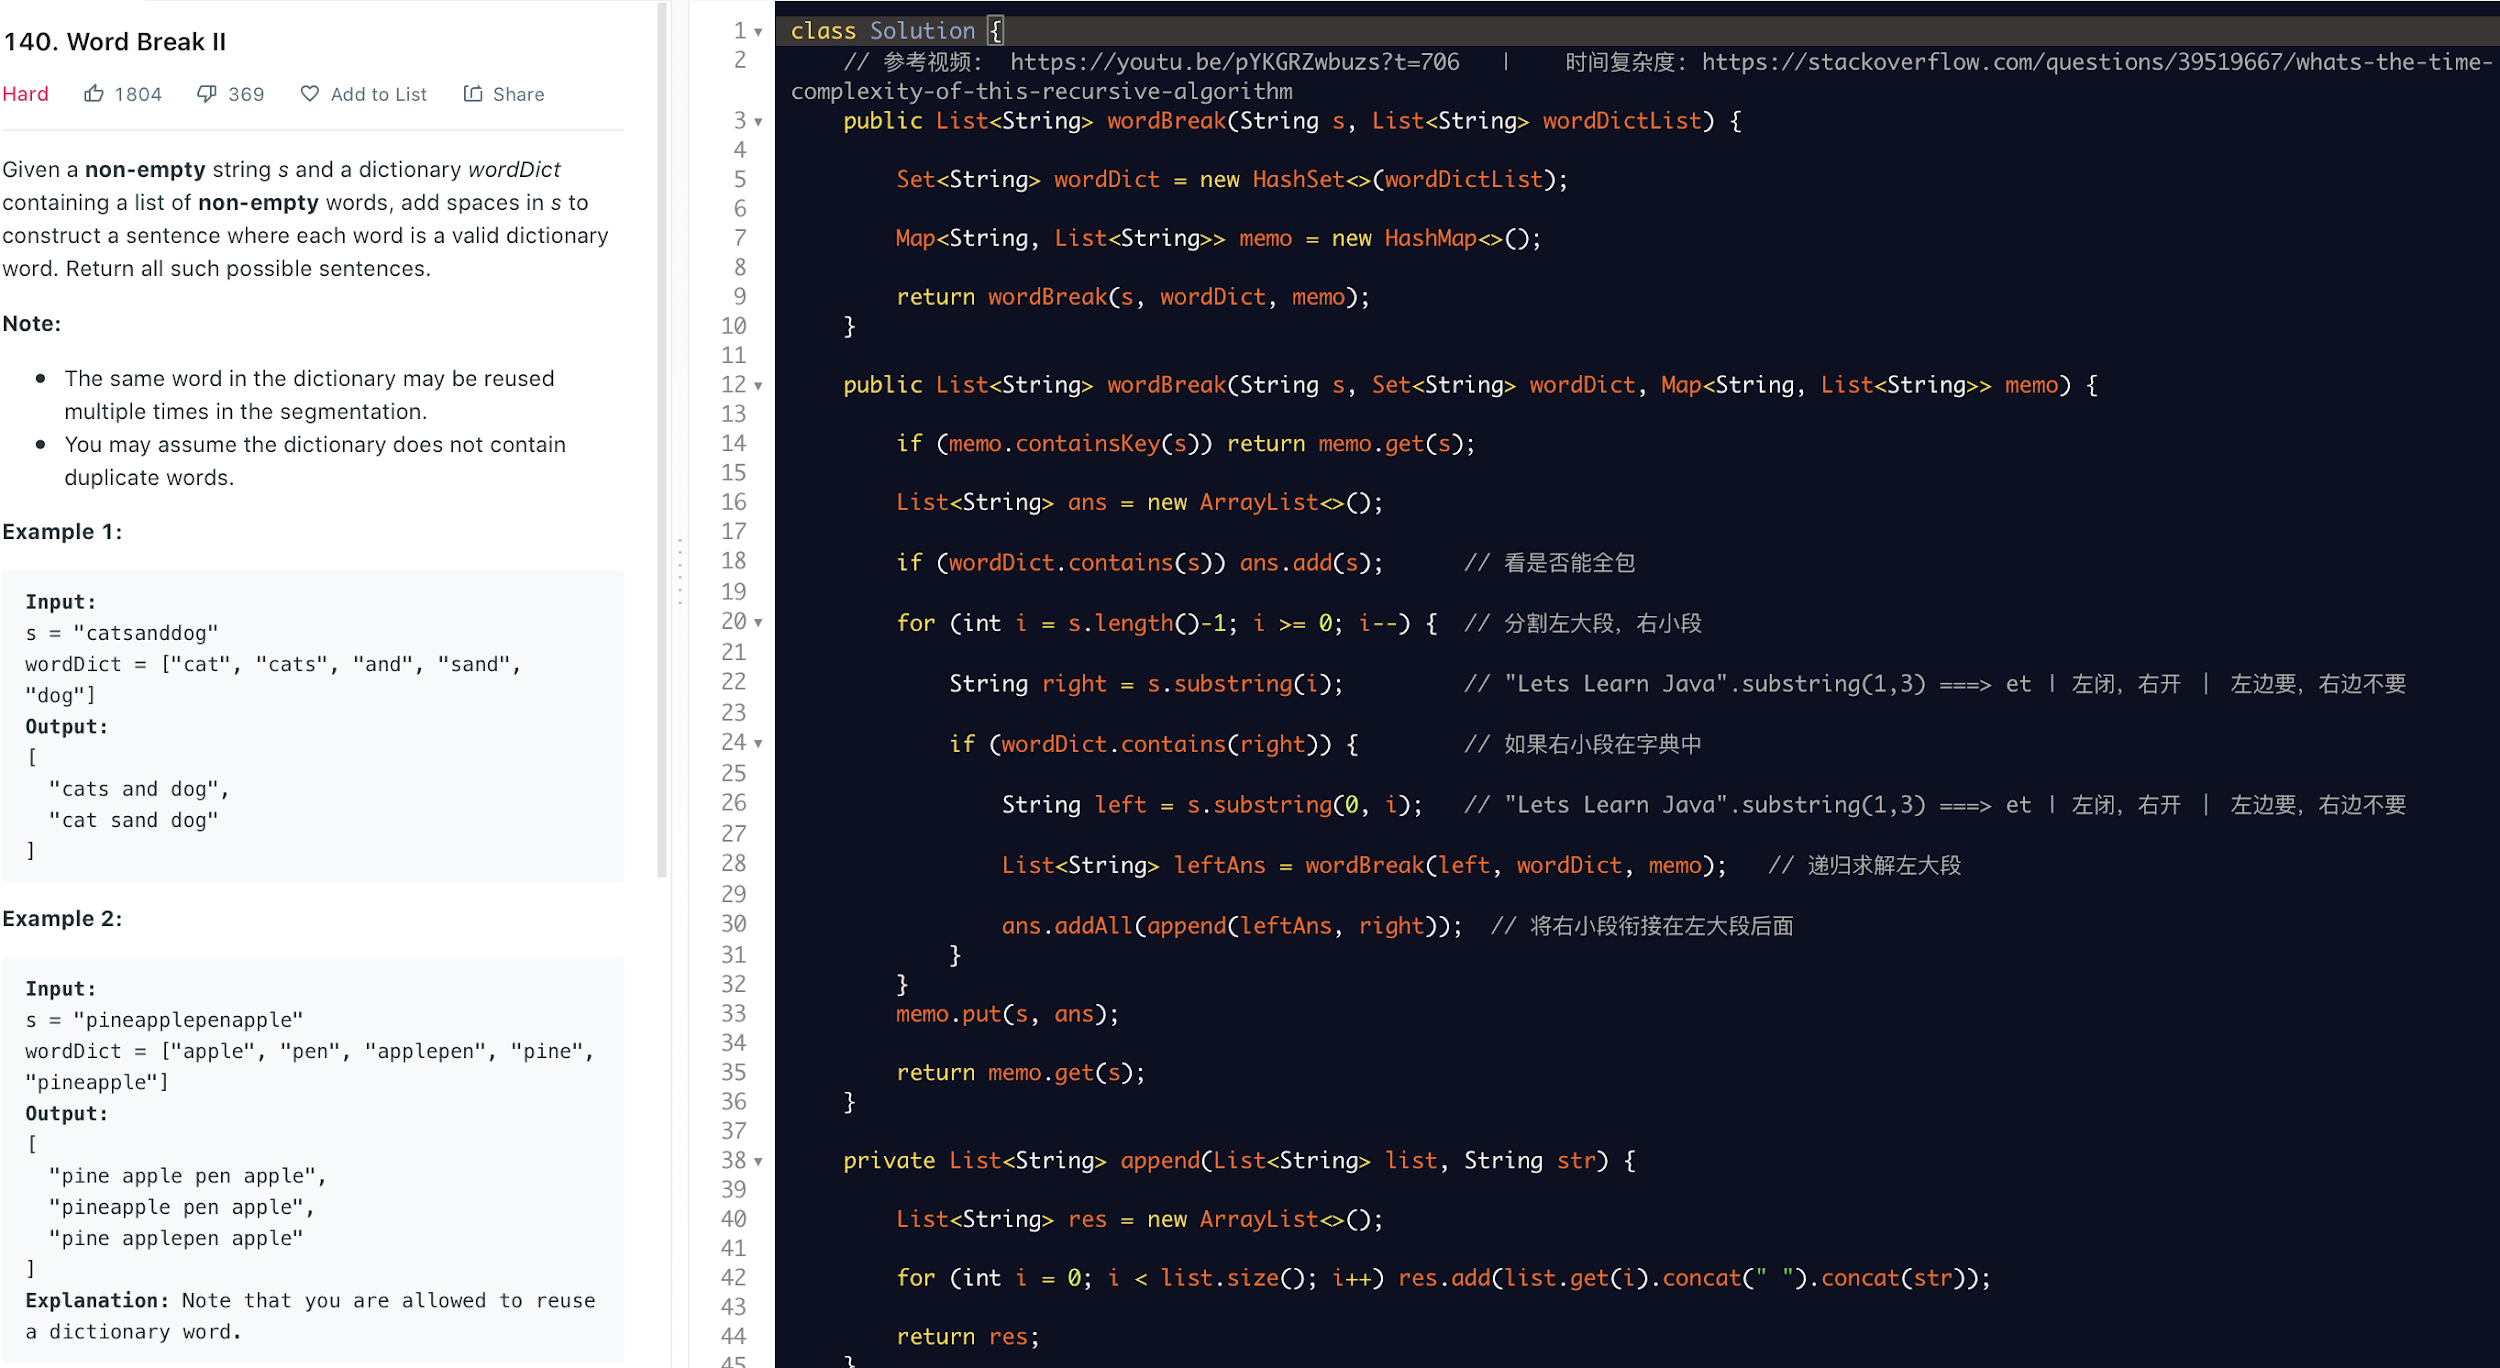 140. Word Break II
Hard 1804 369 Add to List Share
Given a non-empty string s and a dictionary wordDict
containing a list of non-empty words, add spaces in s to
construct a sentence where each word is a valid dictionary
word. Return all such possible sentences.
Note:
• The same word in the dictionary may be reused
multiple times in the segmentation.
• You may assume the dictionary does not contain
duplicate words.
Example 1:
Input:
s = "catsanddog"
wordDict = ["cat", "cats", "and", "sand",
"dog"]
Output:
[
  "cats and dog",
  "cat sand dog"
]
Example 2:
Input:
s = "pineapplepenapple"
wordDict = ["apple", "pen", "applepen", "pine",
"pineapple"]
Output:
[
  "pine apple pen apple",
  "pineapple pen apple",
  "pine applepen apple"
]
Explanation: Note that you are allowed to reuse
a dictionary word.
1 class Solution {
2     // 参考视频： https://youtu.be/pYKGRZwbuzs?t=706   |    时间复杂度: https://stackoverflow.com/questions/39519667/whats-the-time-
complexity-of-this-recursive-algorithm
3     public List<String> wordBreak(String s, List<String> wordDictList) {
4
5         Set<String> wordDict = new HashSet<>(wordDictList);
6
7         Map<String, List<String>> memo = new HashMap<>();
8
9         return wordBreak(s, wordDict, memo);
10     }
11
12     public List<String> wordBreak(String s, Set<String> wordDict, Map<String, List<String>> memo) {
13
14         if (memo.containsKey(s)) return memo.get(s);
15
16         List<String> ans = new ArrayList<>();
17
18         if (wordDict.contains(s)) ans.add(s);      // 看是否能全包
19
20         for (int i = s.length()-1; i >= 0; i--) {  // 分割左大段，右小段
21
22             String right = s.substring(i);         // "Lets Learn Java".substring(1,3) ===> et | 左闭，右开 | 左边要，右边不要
23
24             if (wordDict.contains(right)) {        // 如果右小段在字典中
25
26                 String left = s.substring(0, i);   // "Lets Learn Java".substring(1,3) ===> et | 左闭，右开 | 左边要，右边不要
27
28                 List<String> leftAns = wordBreak(left, wordDict, memo);   // 递归求解左大段
29
30                 ans.addAll(append(leftAns, right));  // 将右小段衔接在左大段后面
31             }
32         }
33         memo.put(s, ans);
34
35         return memo.get(s);
36     }
37
38     private List<String> append(List<String> list, String str) {
39
40         List<String> res = new ArrayList<>();
41
42         for (int i = 0; i < list.size(); i++) res.add(list.get(i).concat(" ").concat(str));
43
44         return res;
45     }